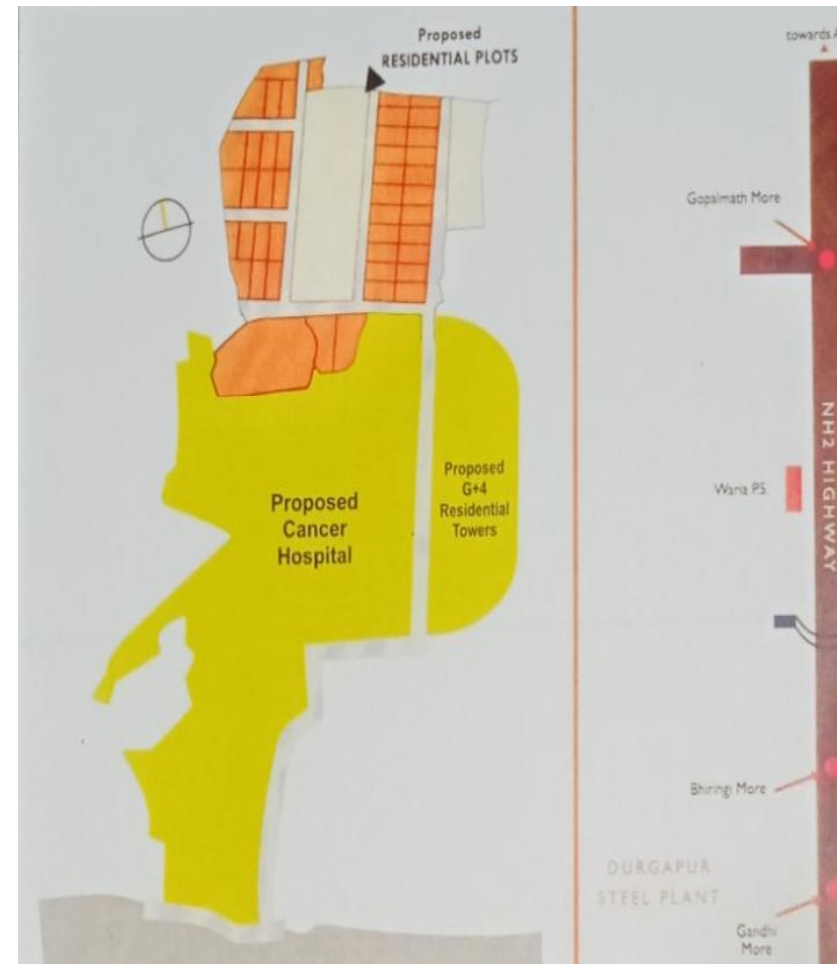 Proposed
RESIDENTIAL PLOTS
Proposed
Cancer
Hospital
Proposed
G+4
Residential
Towers
towards
Gopalmath More
NH2 HIGHWAY
Waria P.S.
Bhiringi More
DURGAPUR
STEEL PLANT
Gandhi
More